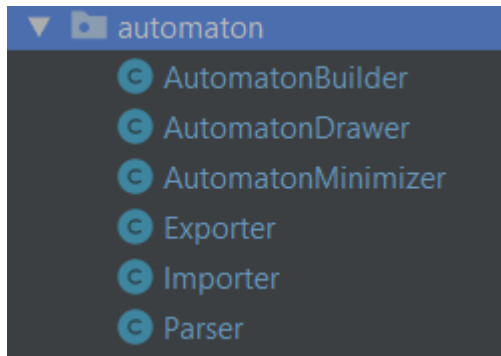 automaton
C AutomatonBuilder
C AutomatonDrawer
C AutomatonMinimizer
C Exporter
C Importer
C Parser